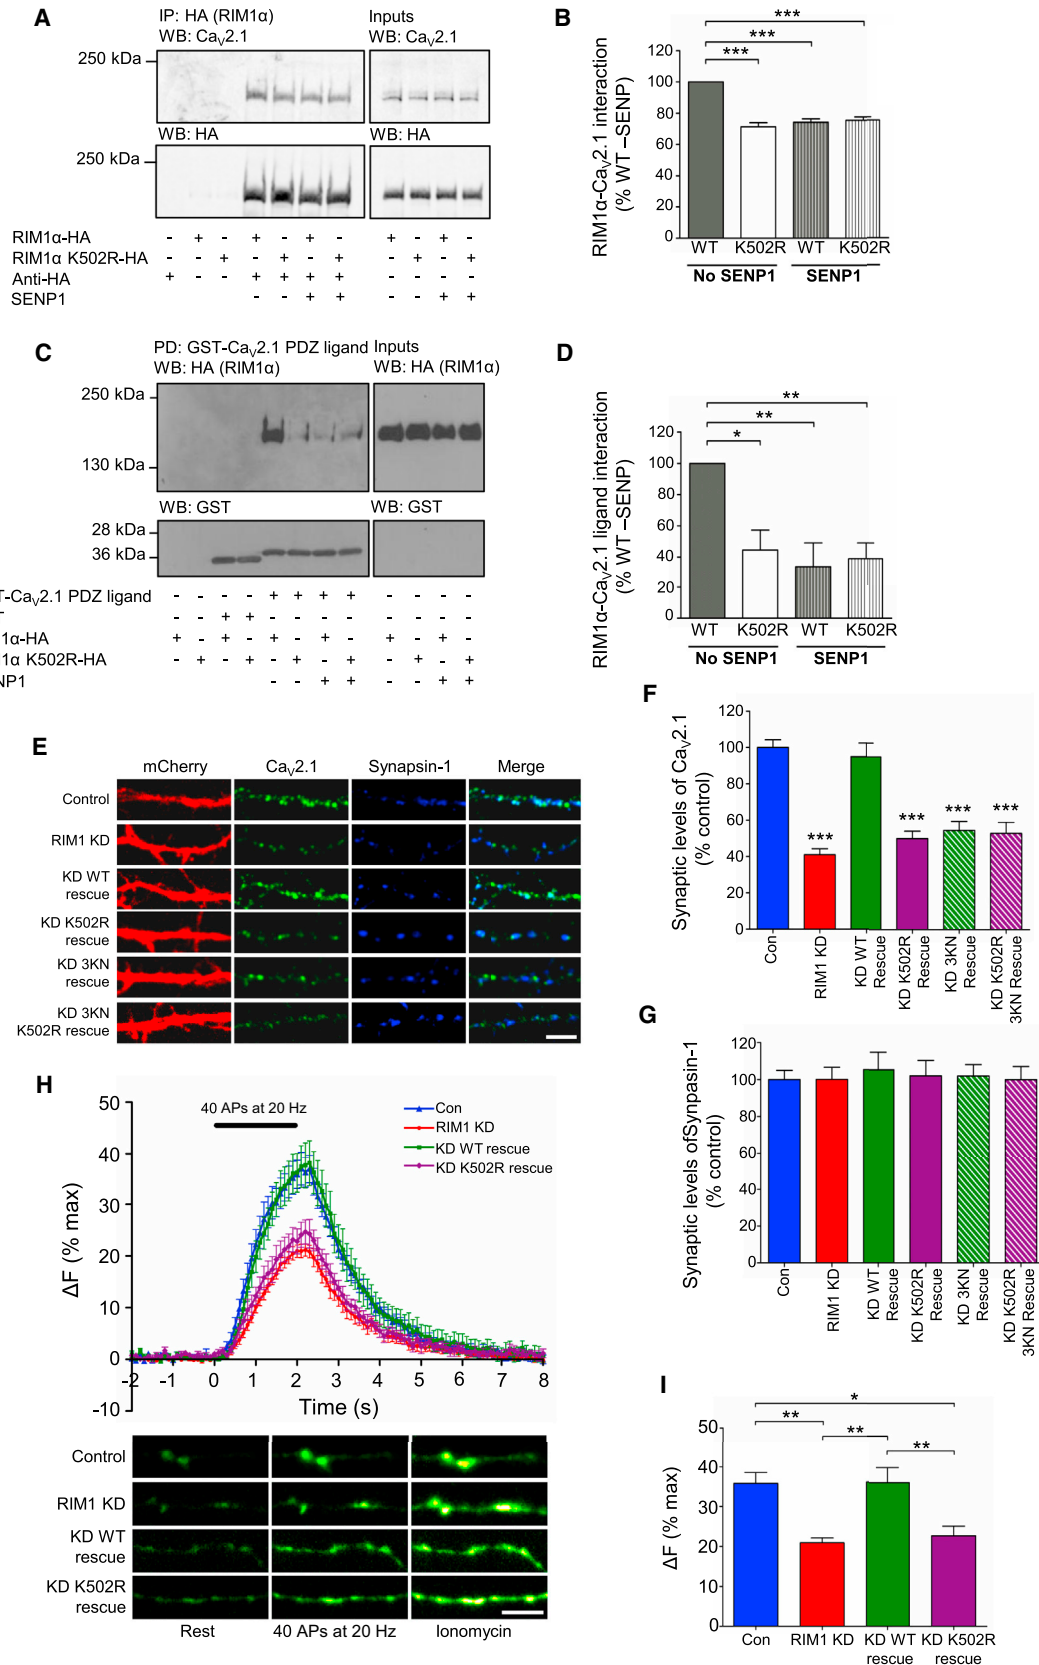 A
IP: HA (RIM1α)
WB: CaV2.1
Inputs
WB: CaV2.1
250 kDa
WB: HA
WB: HA
250 kDa
RIM1α-HA - + - + - + - + - + -
RIM1α K502R-HA - - + - + - + - + - +
Anti-HA + - - + + + + - - - -
SENP1 - - + + - - + +
B
RIM1α–CaV2.1 interaction
(% WT –SENP)
120
100
80
60
40
20
0
***
***
***
WT K502R WT K502R
No SENP1 SENP1
C
PD: GST-CaV2.1 PDZ ligand
WB: HA (RIM1α)
Inputs
WB: HA (RIM1α)
250 kDa
130 kDa
WB: GST
WB: GST
28 kDa
36 kDa
T-CaV2.1 PDZ ligand - - - - + + + + - - - -
- - + + - - - - - - - -
1α-HA + - + - + - + - + - + -
1α K502R-HA - + - + - + - + - + - +
NP1 - - - - - - + + - - + +
D
RIM1α–CaV2.1 ligand interaction
(% WT –SENP)
120
100
80
60
40
20
0
**
**
*
WT K502R WT K502R
No SENP1 SENP1
E
mCherry CaV2.1 Synapsin-1 Merge
Control
RIM1 KD
KD WT
rescue
KD K502R
rescue
KD 3KN
rescue
KD 3KN
K502R rescue
F
Synaptic levels of CaV2.1
(% control)
120
100
80
60
40
20
0
*** *** *** ***
Con
RIM1 KD
KD WT
Rescue
KD K502R
Rescue
KD 3KN
Rescue
KD K502R
3KN Rescue
G
Synaptic levelsofSynpasin-1
(% control)
120
100
80
60
40
20
0
Con
RIM1 KD
KD WT
Rescue
KD K502R
Rescue
KD 3KN
Rescue
KD K502R
3KN Rescue
H
ΔF (% max)
50
40
30
20
10
0
-10
40 APs at 20 Hz
Con
RIM1 KD
KD WT rescue
KD K502R rescue
-2 -1 0 1 2 3 4 5 6 7 8
Time (s)
Control
RIM1 KD
KD WT
rescue
KD K502R
rescue
Rest 40 APs at 20 Hz Ionomycin
I
ΔF (% max)
50
40
30
20
10
0
*
** ** **
Con RIM1 KD KD WT
rescue
KD K502R
rescue